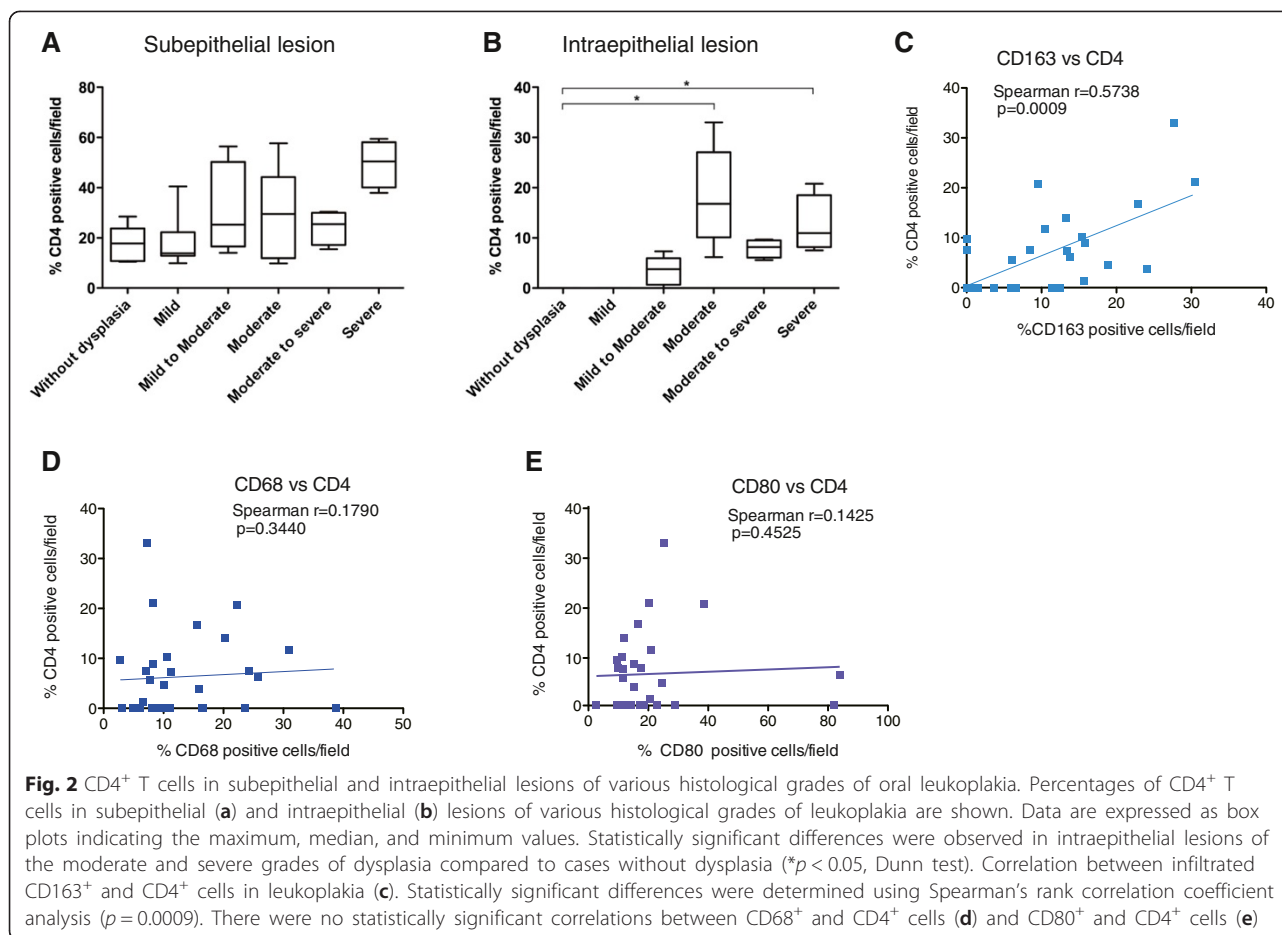 A Subepithelial lesion
% CD4 positive cells/field
80
60
40
20
0
Without dysplasia
Mild
Mild to Moderate
Moderate
Moderate to severe
Severe
B Intraepithelial lesion
% CD4 positive cells/field
40
30
20
10
0
*
*
Without dysplasia
Mild
Mild to Moderate
Moderate
Moderate to severe
Severe
C
CD163 vs CD4
Spearman r=0.5738
p=0.0009
% CD4 positive cells/field
40
30
20
10
0
0 10 20 30 40
%CD163 positive cells/field
D
CD68 vs CD4
Spearman r=0.1790
p=0.3440
% CD4 positive cells/field
40
30
20
10
0
0 10 20 30 40 50
% CD68 positive cells/field
E
CD80 vs CD4
Spearman r=0.1425
p=0.4525
% CD4 positive cells/field
40
30
20
10
0
0 20 40 60 80 100
% CD80 positive cells/field
Fig. 2 CD4⁺ T cells in subepithelial and intraepithelial lesions of various histological grades of oral leukoplakia. Percentages of CD4⁺ T
cells in subepithelial (a) and intraepithelial (b) lesions of various histological grades of leukoplakia are shown. Data are expressed as box
plots indicating the maximum, median, and minimum values. Statistically significant differences were observed in intraepithelial lesions of
the moderate and severe grades of dysplasia compared to cases without dysplasia (*p < 0.05, Dunn test). Correlation between infiltrated
CD163⁺ and CD4⁺ cells in leukoplakia (c). Statistically significant differences were determined using Spearman's rank correlation coefficient
analysis (p = 0.0009). There were no statistically significant correlations between CD68⁺ and CD4⁺ cells (d) and CD80⁺ and CD4⁺ cells (e)